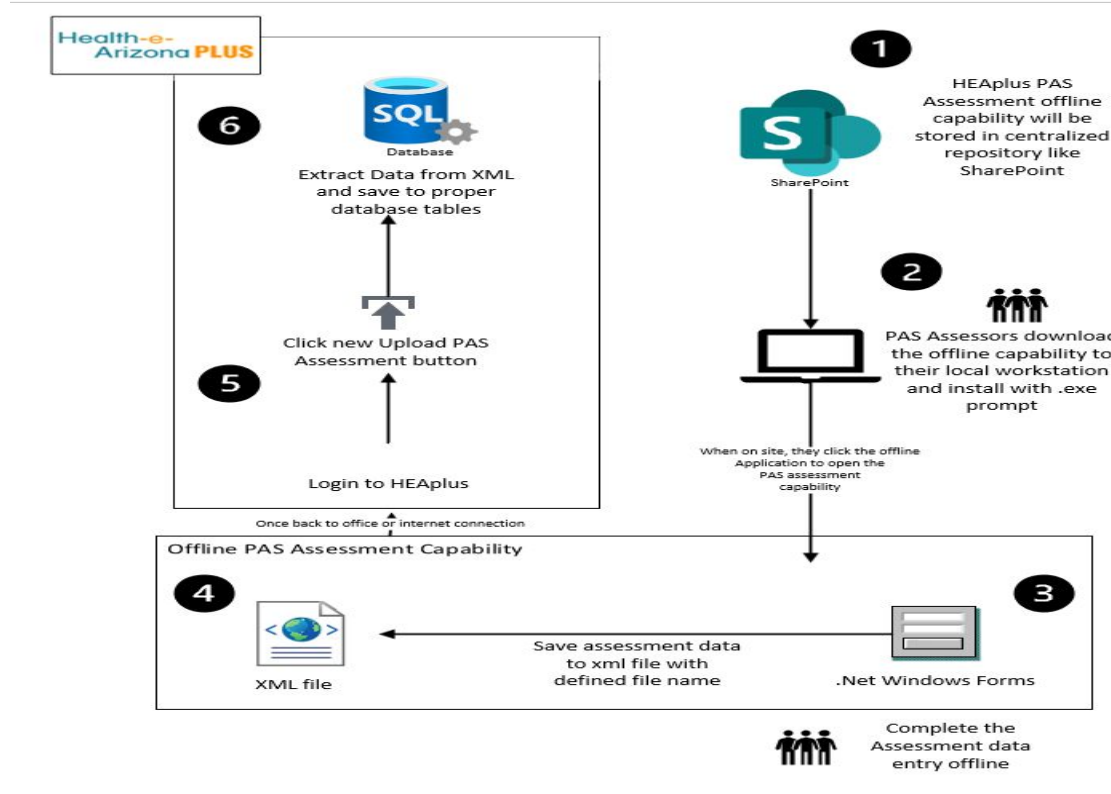 Health-e-
Arizona PLUS
6
SQL
Database
Extract Data from XML
and save to proper
database tables
Click new Upload PAS
Assessment button
5
Login to HEAplus
1
HEAplus PAS
Assessment offline
capability will be
stored in centralized
repository like
SharePoint
S
SharePoint
2
PAS Assessors download
the offline capability to
their local workstation
and install with .exe
prompt
When on site, they click the offline
Application to open the
PAS assessment
capability
Once back to office or internet connection
Offline PAS Assessment Capability
4
XML file
Save assessment data
to xml file with
defined file name
3
.Net Windows Forms
Complete the
Assessment data
entry offline